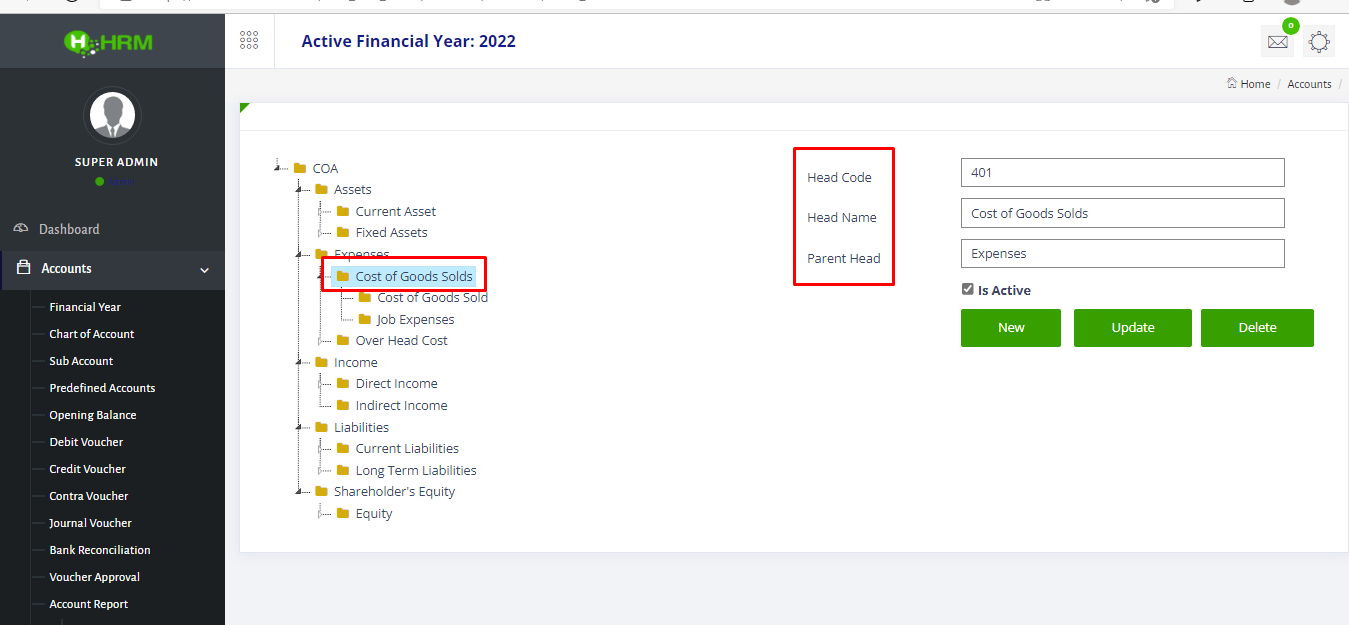 HRM
Active Financial Year: 2022
0
Home / Accounts /
SUPER ADMIN
Dashboard
Accounts
Financial Year
Chart of Account
Sub Account
Predefined Accounts
Opening Balance
Debit Voucher
Credit Voucher
Contra Voucher
Journal Voucher
Bank Reconciliation
Voucher Approval
Account Report
COA
Assets
Current Asset
Fixed Assets
Expenses
Cost of Goods Solds
Cost of Goods Sold
Job Expenses
Over Head Cost
Income
Direct Income
Indirect Income
Liabilities
Current Liabilities
Long Term Liabilities
Shareholder's Equity
Equity
Head Code
401
Head Name
Cost of Goods Solds
Parent Head
Expenses
Is Active
New
Update
Delete